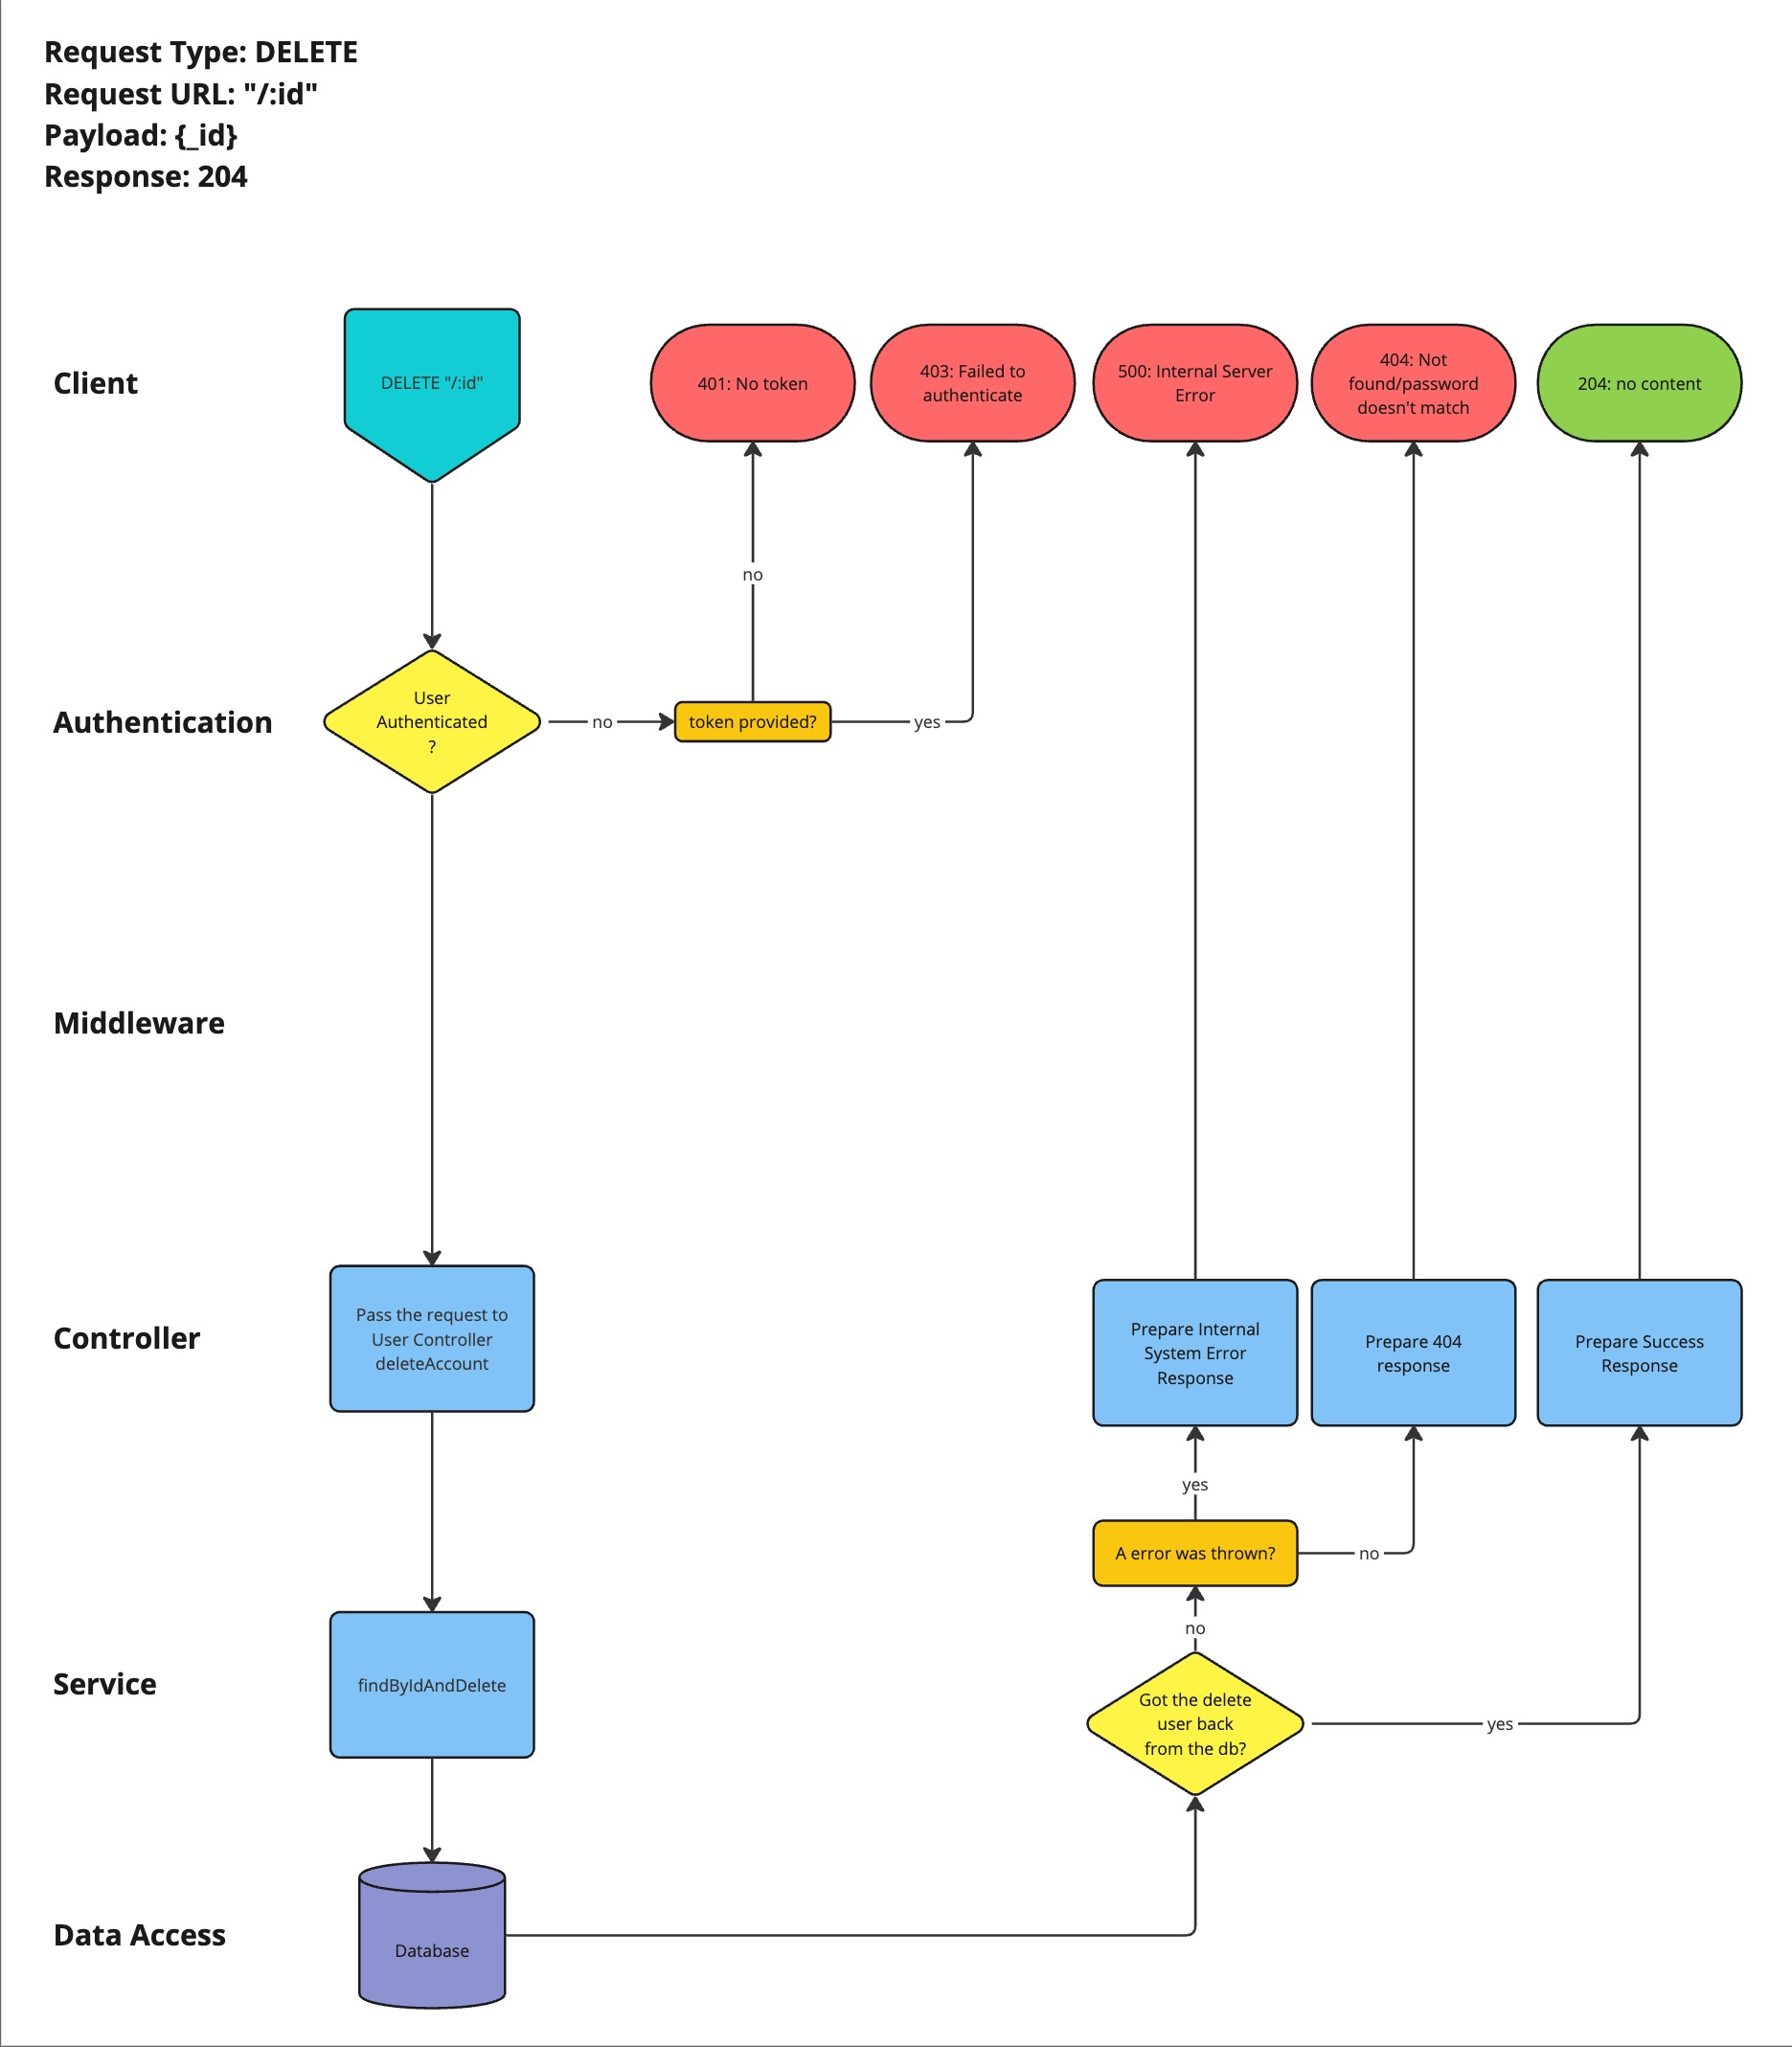 Request Type: DELETE
Request URL: "/:id"
Payload: {_id}
Response: 204
Client
DELETE "/:id"
401: No token
403: Failed to
authenticate
500: Internal Server
Error
404: Not
found/password
doesn't match
204: no content
no
Authentication
User
Authenticated
?
no
token provided?
yes
Middleware
Controller
Pass the request to
User Controller
deleteAccount
Prepare Internal
System Error
Response
Prepare 404
response
Prepare Success
Response
yes
A error was thrown?
no
no
Service
findByIdAndDelete
Got the delete
user back
from the db?
yes
Data Access
Database